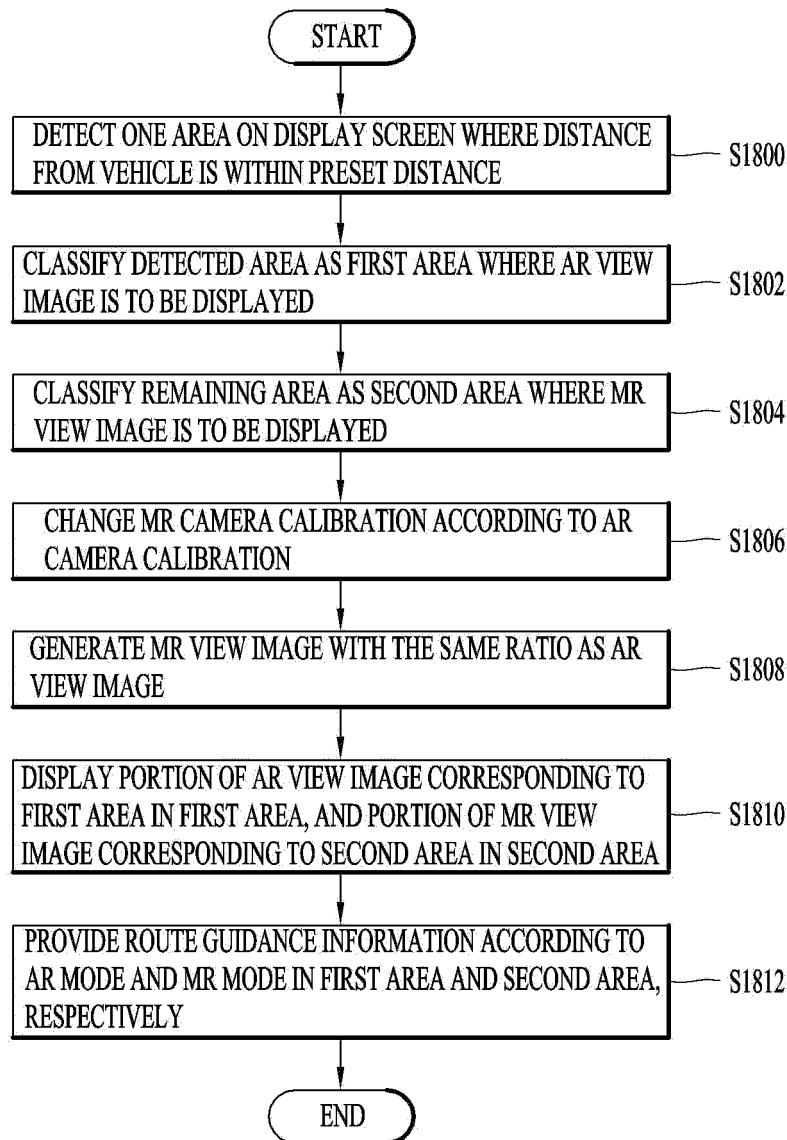 START
DETECT ONE AREA ON DISPLAY SCREEN WHERE DISTANCE
FROM VEHICLE IS WITHIN PRESET DISTANCE
S1800
CLASSIFY DETECTED AREA AS FIRST AREA WHERE AR VIEW
IMAGE IS TO BE DISPLAYED
S1802
CLASSIFY REMAINING AREA AS SECOND AREA WHERE MR
VIEW IMAGE IS TO BE DISPLAYED
S1804
CHANGE MR CAMERA CALIBRATION ACCORDING TO AR
CAMERA CALIBRATION
S1806
GENERATE MR VIEW IMAGE WITH THE SAME RATIO AS AR
VIEW IMAGE
S1808
DISPLAY PORTION OF AR VIEW IMAGE CORRESPONDING TO
FIRST AREA IN FIRST AREA, AND PORTION OF MR VIEW
IMAGE CORRESPONDING TO SECOND AREA IN SECOND AREA
S1810
PROVIDE ROUTE GUIDANCE INFORMATION ACCORDING TO
AR MODE AND MR MODE IN FIRST AREA AND SECOND AREA,
RESPECTIVELY
S1812
END